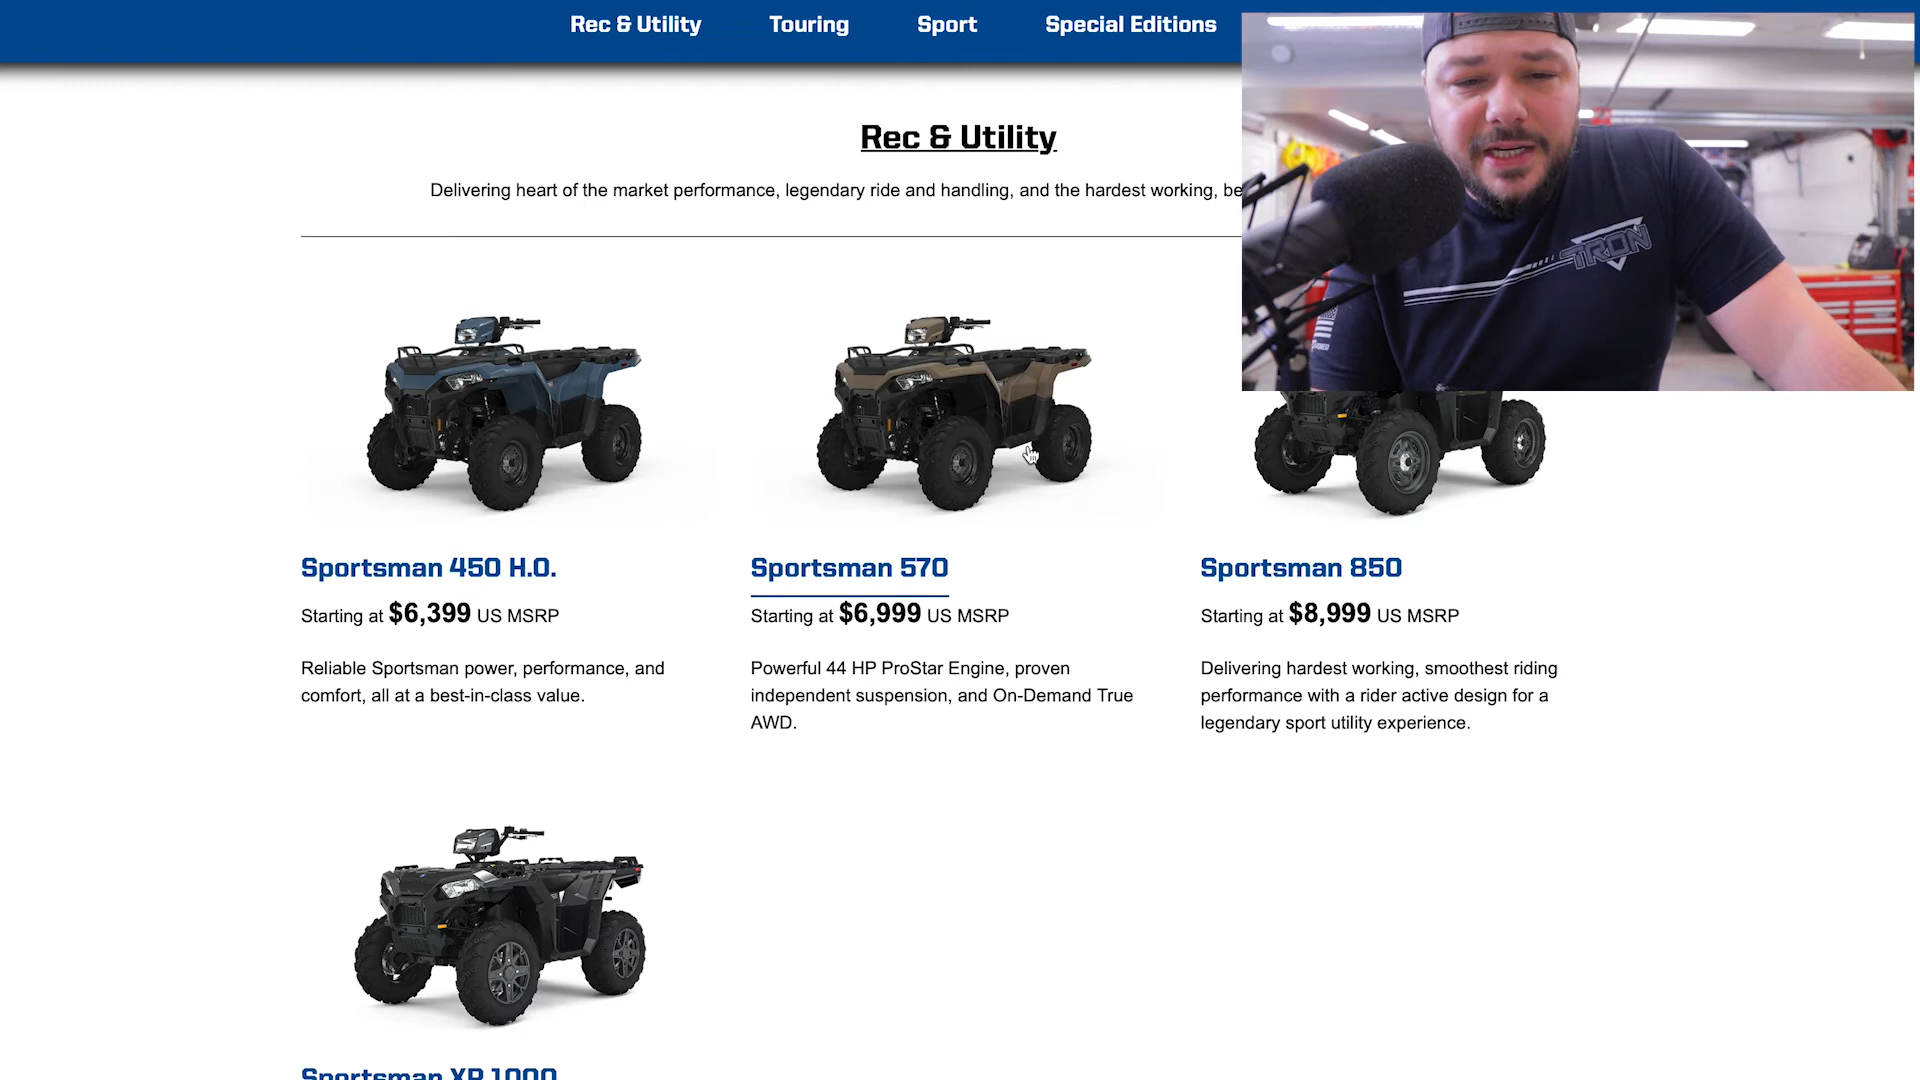 Rec & Utility
Touring
Sport
Special Editions
Rec & Utility
Delivering heart of the market performance, legendary ride and handling, and the hardest working, be
TRON
Sportsman 450 H.O.
Starting at $6,399 US MSRP
Reliable Sportsman power, performance, and
comfort, all at a best-in-class value.
Sportsman 570
Starting at $6,999 US MSRP
Powerful 44 HP ProStar Engine, proven
independent suspension, and On-Demand True
AWD.
Sportsman 850
Starting at $8,999 US MSRP
Delivering hardest working, smoothest riding
performance with a rider active design for a
legendary sport utility experience.
Sportsman XP 1000